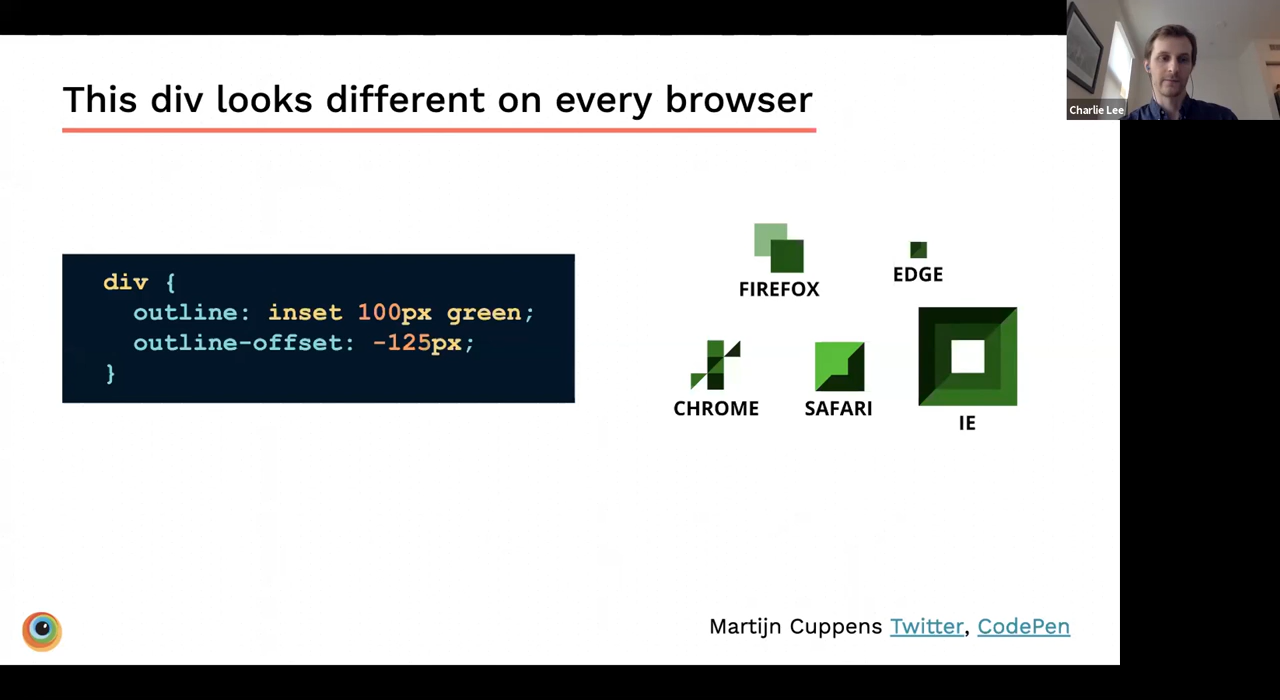 This div looks different on every browser
Charlie Lee
div {
outline: inset 100px green;
outline-offset: -125px;
}
FIREFOX
EDGE
CHROME
SAFARI
IE
Martijn Cuppens Twitter, CodePen